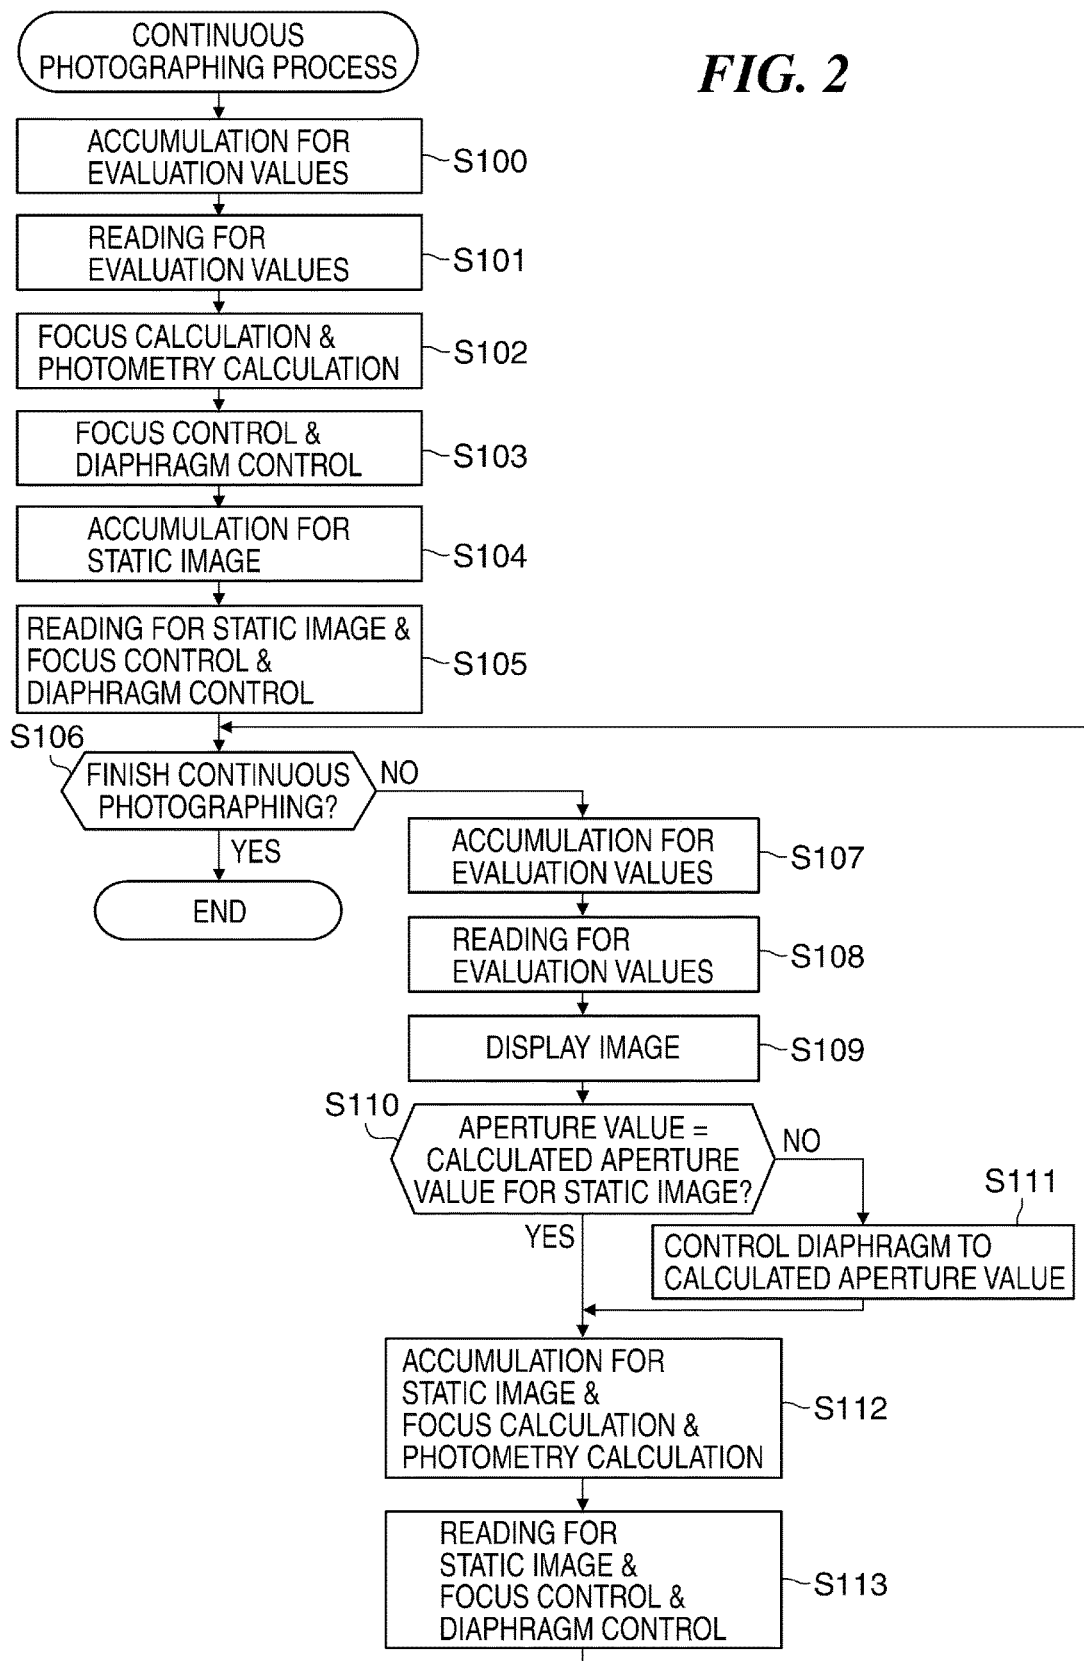 CONTINUOUS
PHOTOGRAPHING PROCESS
FIG. 2
ACCUMULATION FOR
EVALUATION VALUES
S100
READING FOR
EVALUATION VALUES
S101
FOCUS CALCULATION &
PHOTOMETRY CALCULATION
S102
FOCUS CONTROL &
DIAPHRAGM CONTROL
S103
ACCUMULATION FOR
STATIC IMAGE
S104
READING FOR STATIC IMAGE &
FOCUS CONTROL &
DIAPHRAGM CONTROL
S105
S106
FINISH CONTINUOUS
PHOTOGRAPHING?
NO
YES
END
ACCUMULATION FOR
EVALUATION VALUES
S107
READING FOR
EVALUATION VALUES
S108
DISPLAY IMAGE
S109
S110
APERTURE VALUE =
CALCULATED APERTURE
VALUE FOR STATIC IMAGE?
NO
YES
S111
CONTROL DIAPHRAGM TO
CALCULATED APERTURE VALUE
ACCUMULATION FOR
STATIC IMAGE &
FOCUS CALCULATION &
PHOTOMETRY CALCULATION
S112
READING FOR
STATIC IMAGE &
FOCUS CONTROL &
DIAPHRAGM CONTROL
S113